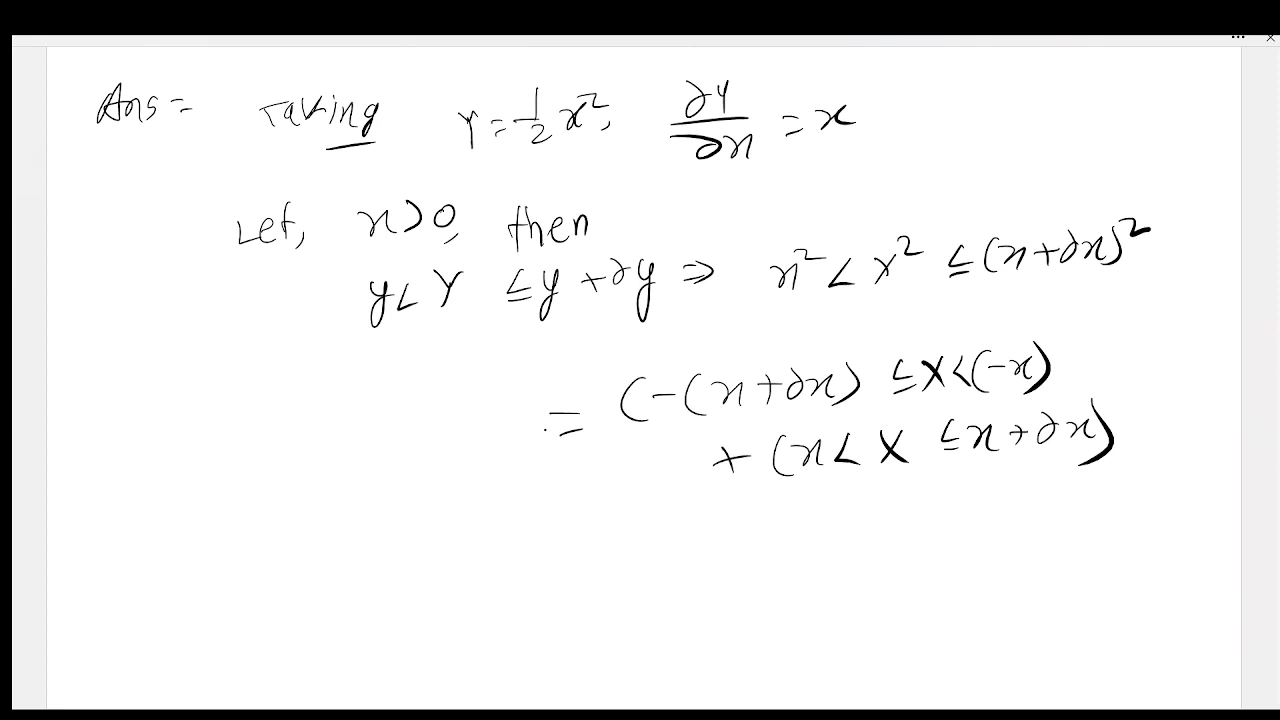 Ans = Taking Y = 1/2 x², ∂Y/∂x = x
Let, x>0, then
y < Y ≤ y + ∂y ⇒ x² < X² ≤ (x+∂x)²
= (-(x+∂x) ≤ X < (-x)
+ (x < X ≤ x+∂x)